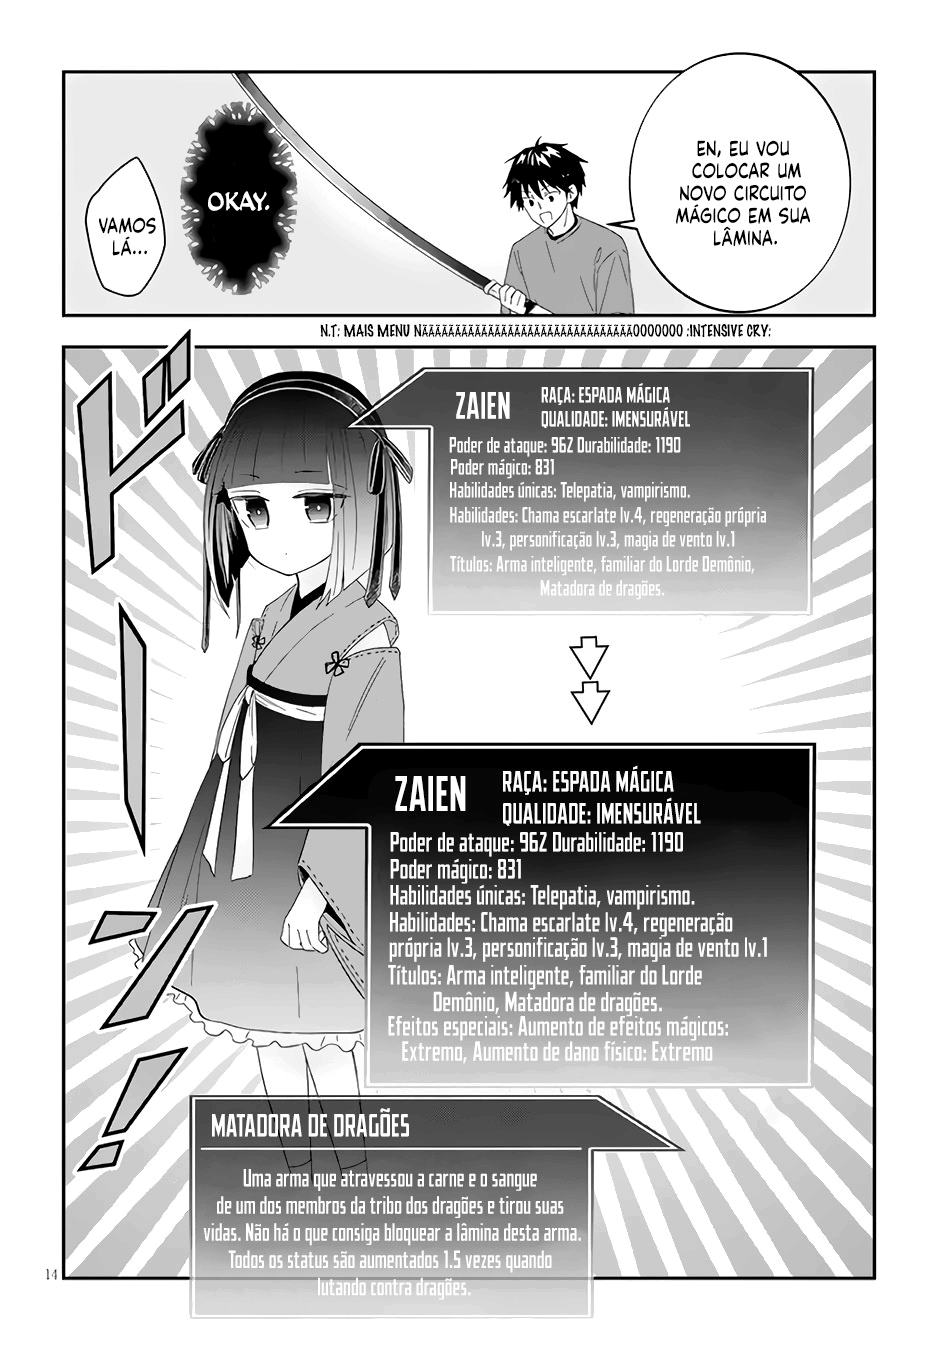 EN, EU VOU
COLOCAR UM
NOVO CIRCUITO
MÁGICO EM SUA
LÂMINA.
OKAY.
VAMOS
LÁ...
ドーン!
ZAIEN
RAÇA: ESPADA MÁGICA
QUALIDADE: IMENSURÁVEL
Poder de ataque: 962 Durabilidade: 1190
Poder mágico: 831
Habilidades únicas: Telepatia, vampirismo.
Habilidades: Chama escarlate lv.4, regeneração própria
lv.3, personificação lv.3, magia de vento lv.1
Títulos: Arma inteligente, familiar do Lorde Demônio,
Matadora de dragões.
ZAIEN
RAÇA: ESPADA MÁGICA
QUALIDADE: IMENSURÁVEL
Poder de ataque: 962 Durabilidade: 1190
Poder mágico: 831
Habilidades únicas: Telepatia, vampirismo.
Habilidades: Chama escarlate lv.4, regeneração
própria lv.3, personificação lv.3, magia de vento lv.1
Títulos: Arma inteligente, familiar do Lorde
Demônio, Matadora de dragões.
Efeitos especiais: Aumento de efeitos mágicos:
Extremo, Aumento de dano físico: Extremo
MATADORA DE DRAGÕES
Uma arma que atravessou a carne e o sangue
de um dos membros da tribo dos dragões e tirou suas
vidas. Não há o que consiga bloquear a lâmina desta arma.
Todos os status são aumentados 1.5 vezes quando
lutando contra dragões.
14